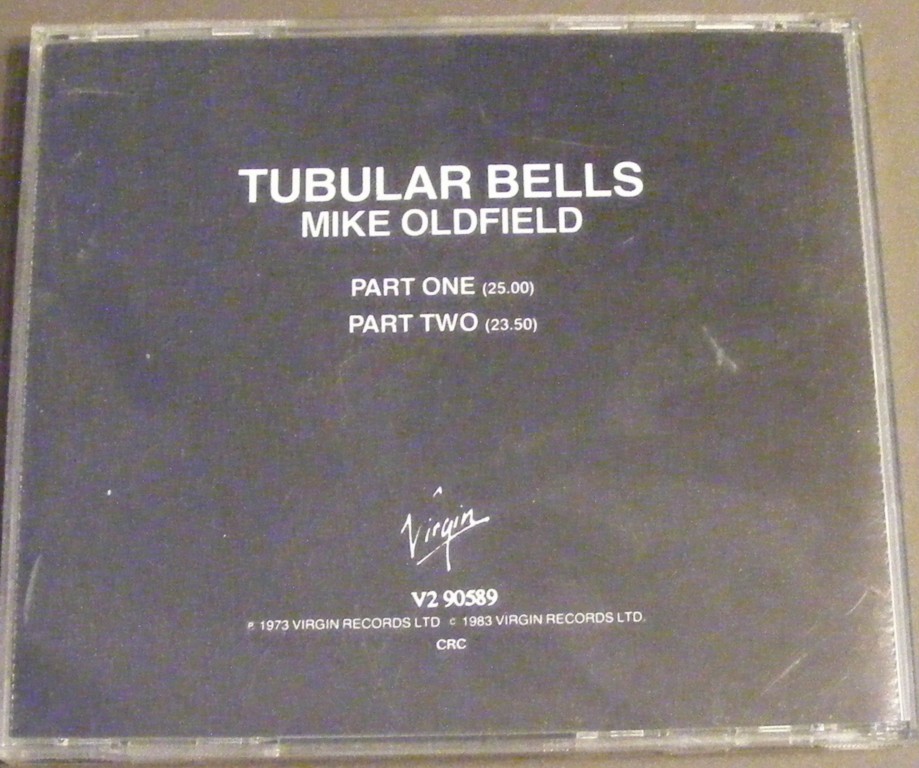 TUBULAR BELLS
MIKE OLDFIELD
PART ONE (25.00)
PART TWO (23.50)
Virgin
V2 90589
℗ 1973 VIRGIN RECORDS LTD © 1983 VIRGIN RECORDS LTD.
CRC